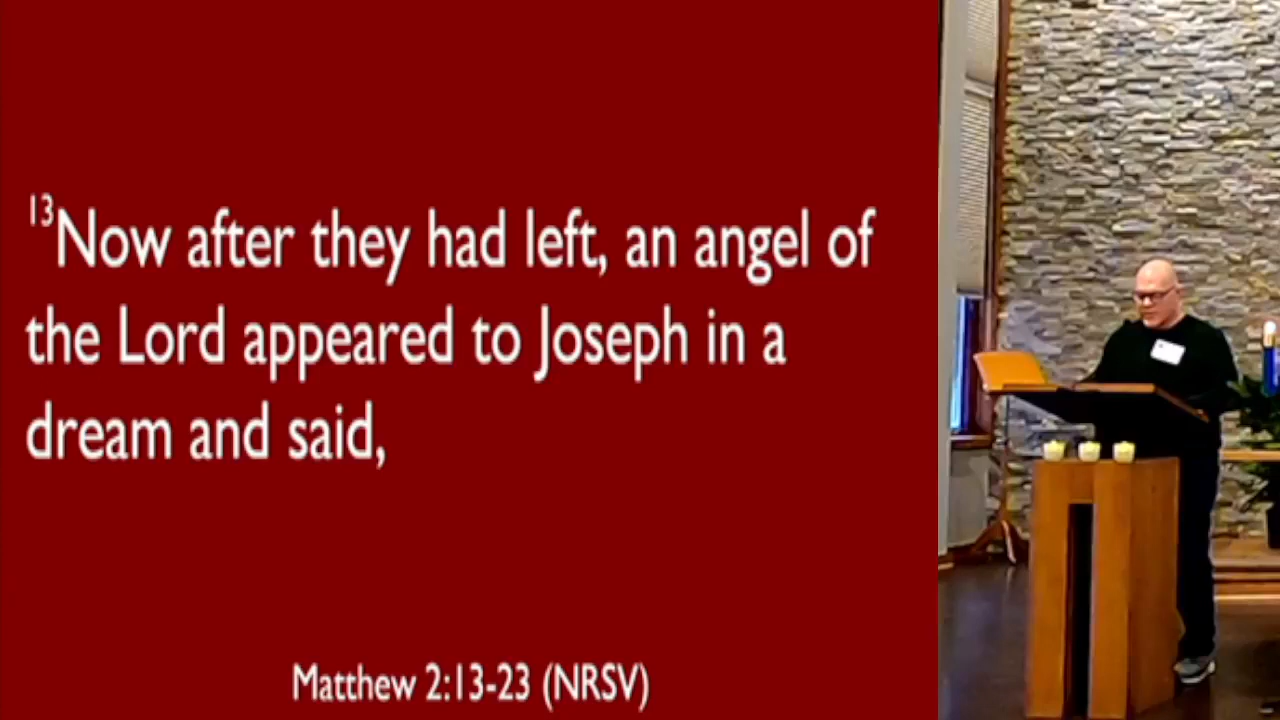 13Now after they had left, an angel of
the Lord appeared to Joseph in a
dream and said,
Matthew 2:13-23 (NRSV)